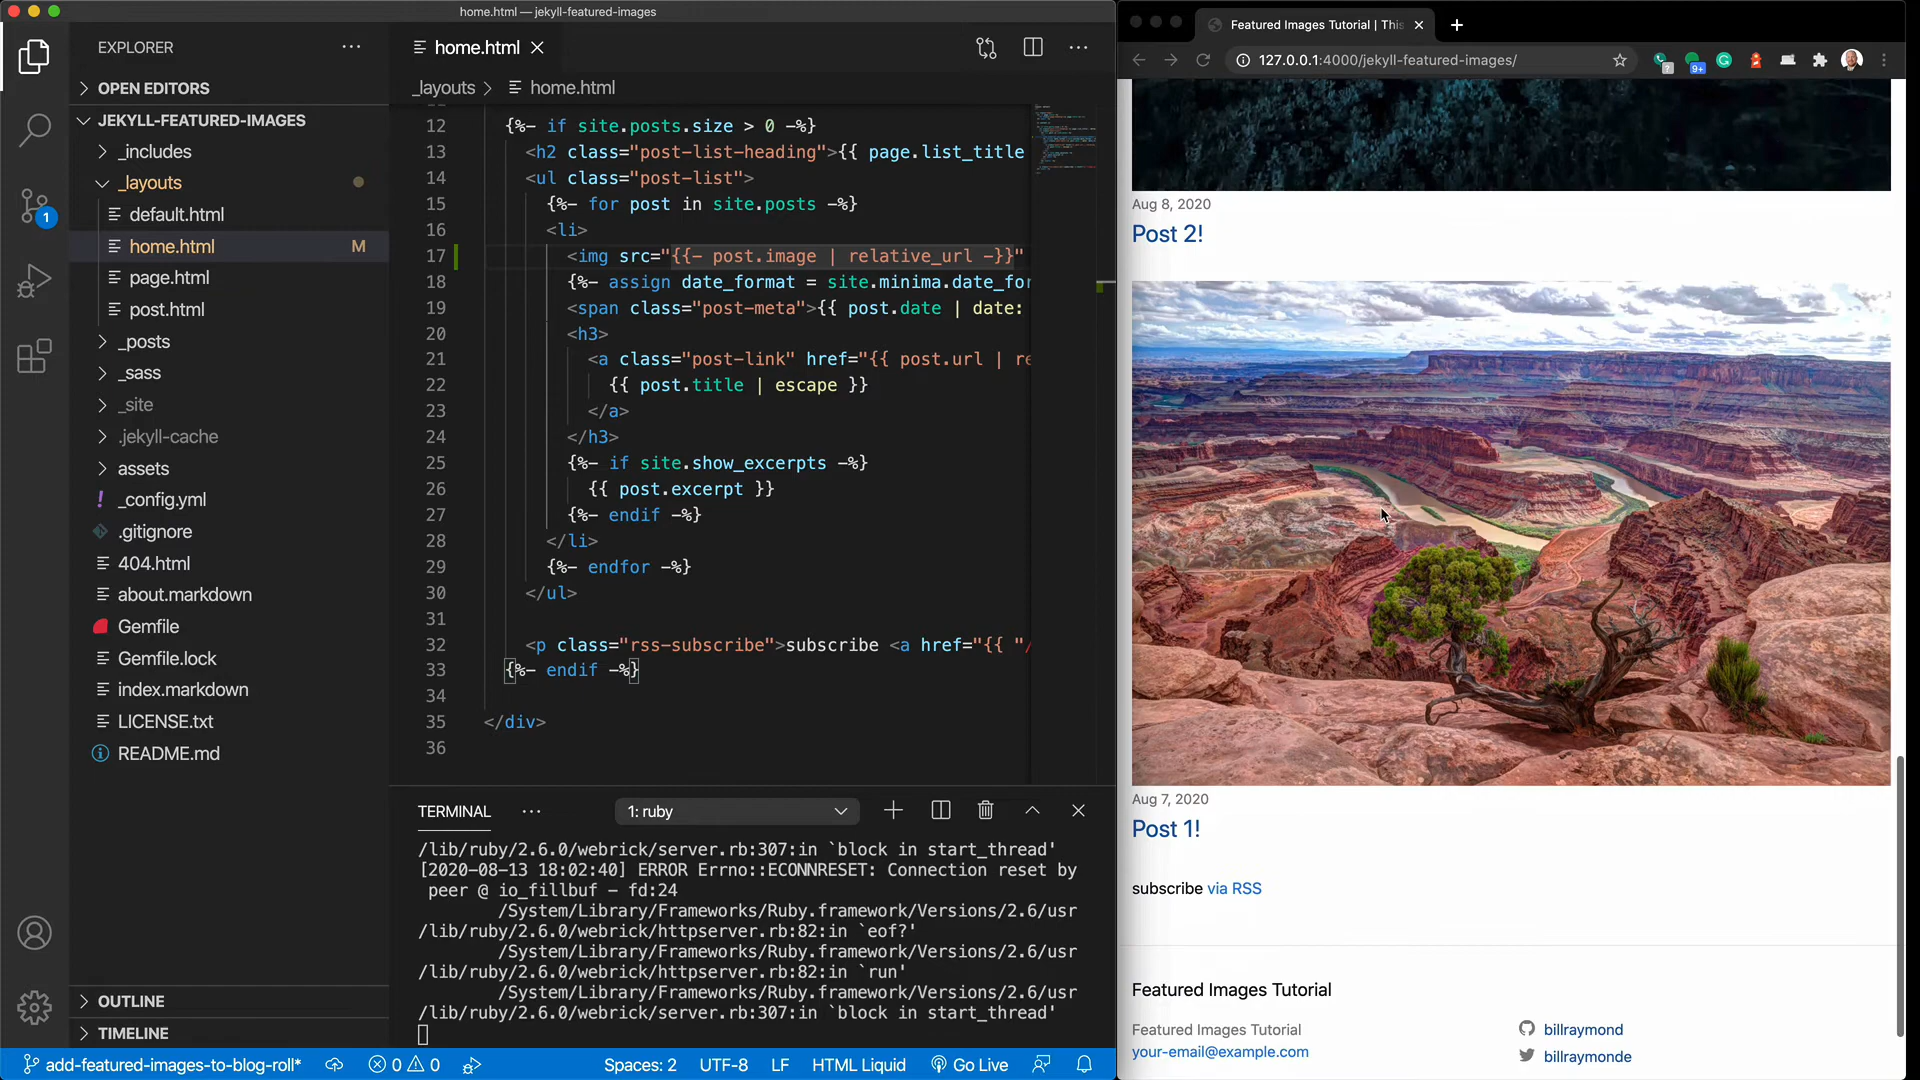 home.html — jekyll-featured-images
EXPLORER
OPEN EDITORS
JEKYLL-FEATURED-IMAGES
_includes
_layouts
default.html
home.html M
page.html
post.html
_posts
_sass
_site
.jekyll-cache
assets
! _config.yml
.gitignore
404.html
about.markdown
Gemfile
Gemfile.lock
index.markdown
LICENSE.txt
README.md
OUTLINE
TIMELINE
1
home.html
_layouts > home.html
12 {%- if site.posts.size > 0 -%}
13 <h2 class="post-list-heading">{{ page.list_title
14 <ul class="post-list">
15 {%- for post in site.posts -%}
16 <li>
17 <img src="{{- post.image | relative_url -}}"
18 {%- assign date_format = site.minima.date_for
19 <span class="post-meta">{{ post.date | date:
20 <h3>
21 <a class="post-link" href="{{ post.url | re
22 {{ post.title | escape }}
23 </a>
24 </h3>
25 {%- if site.show_excerpts -%}
26 {{ post.excerpt }}
27 {%- endif -%}
28 </li>
29 {%- endfor -%}
30 </ul>
31
32 <p class="rss-subscribe">subscribe <a href="{{ "/
33 {%- endif -%}
34
35 </div>
36
TERMINAL
1: ruby
/lib/ruby/2.6.0/webrick/server.rb:307:in `block in start_thread'
[2020-08-13 18:02:40] ERROR Errno::ECONNRESET: Connection reset by
peer @ io_fillbuf - fd:24
/System/Library/Frameworks/Ruby.framework/Versions/2.6/usr
/lib/ruby/2.6.0/webrick/httpserver.rb:82:in `eof?'
/System/Library/Frameworks/Ruby.framework/Versions/2.6/usr
/lib/ruby/2.6.0/webrick/httpserver.rb:82:in `run'
/System/Library/Frameworks/Ruby.framework/Versions/2.6/usr
/lib/ruby/2.6.0/webrick/server.rb:307:in `block in start_thread'
add-featured-images-to-blog-roll*
0
0
Spaces: 2
UTF-8
LF
HTML Liquid
Go Live
Featured Images Tutorial | This
127.0.0.1:4000/jekyll-featured-images/
?
9+
Aug 8, 2020
Post 2!
Aug 7, 2020
Post 1!
subscribe via RSS
Featured Images Tutorial
Featured Images Tutorial
your-email@example.com
billraymond
billraymonde